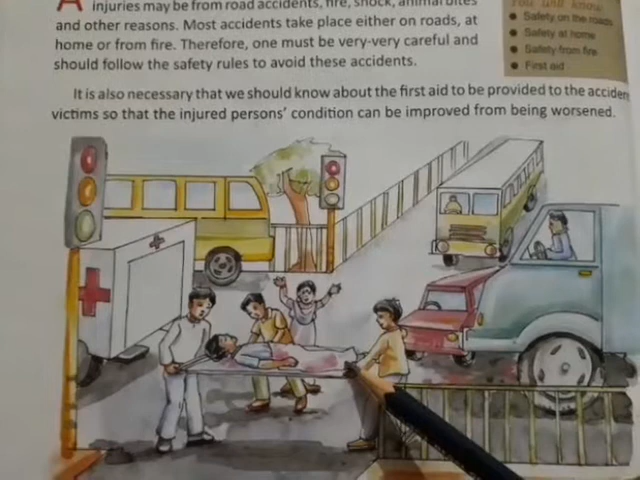 A injuries may be from road accidents, fire, shock, animal bites
and other reasons. Most accidents take place either on roads, at
home or from fire. Therefore, one must be very-very careful and
should follow the safety rules to avoid these accidents.
It is also necessary that we should know about the first aid to be provided to the acciden
victims so that the injured persons' condition can be improved from being worsened.
You will know
Safety on the roads
Safety at home
Safety from fire
First aid